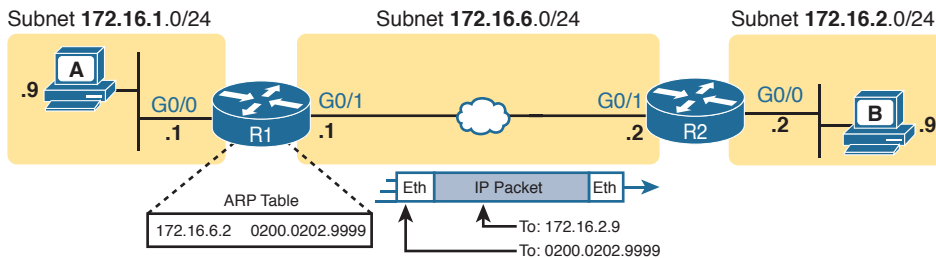 Subnet 172.16.1.0/24
Subnet 172.16.6.0/24
Subnet 172.16.2.0/24
A
.9
G0/0
.1
R1
G0/1
.1
G0/1
.2
R2
G0/0
.2
B
.9
ARP Table
172.16.6.2 0200.0202.9999
Eth
IP Packet
Eth
To: 172.16.2.9
To: 0200.0202.9999